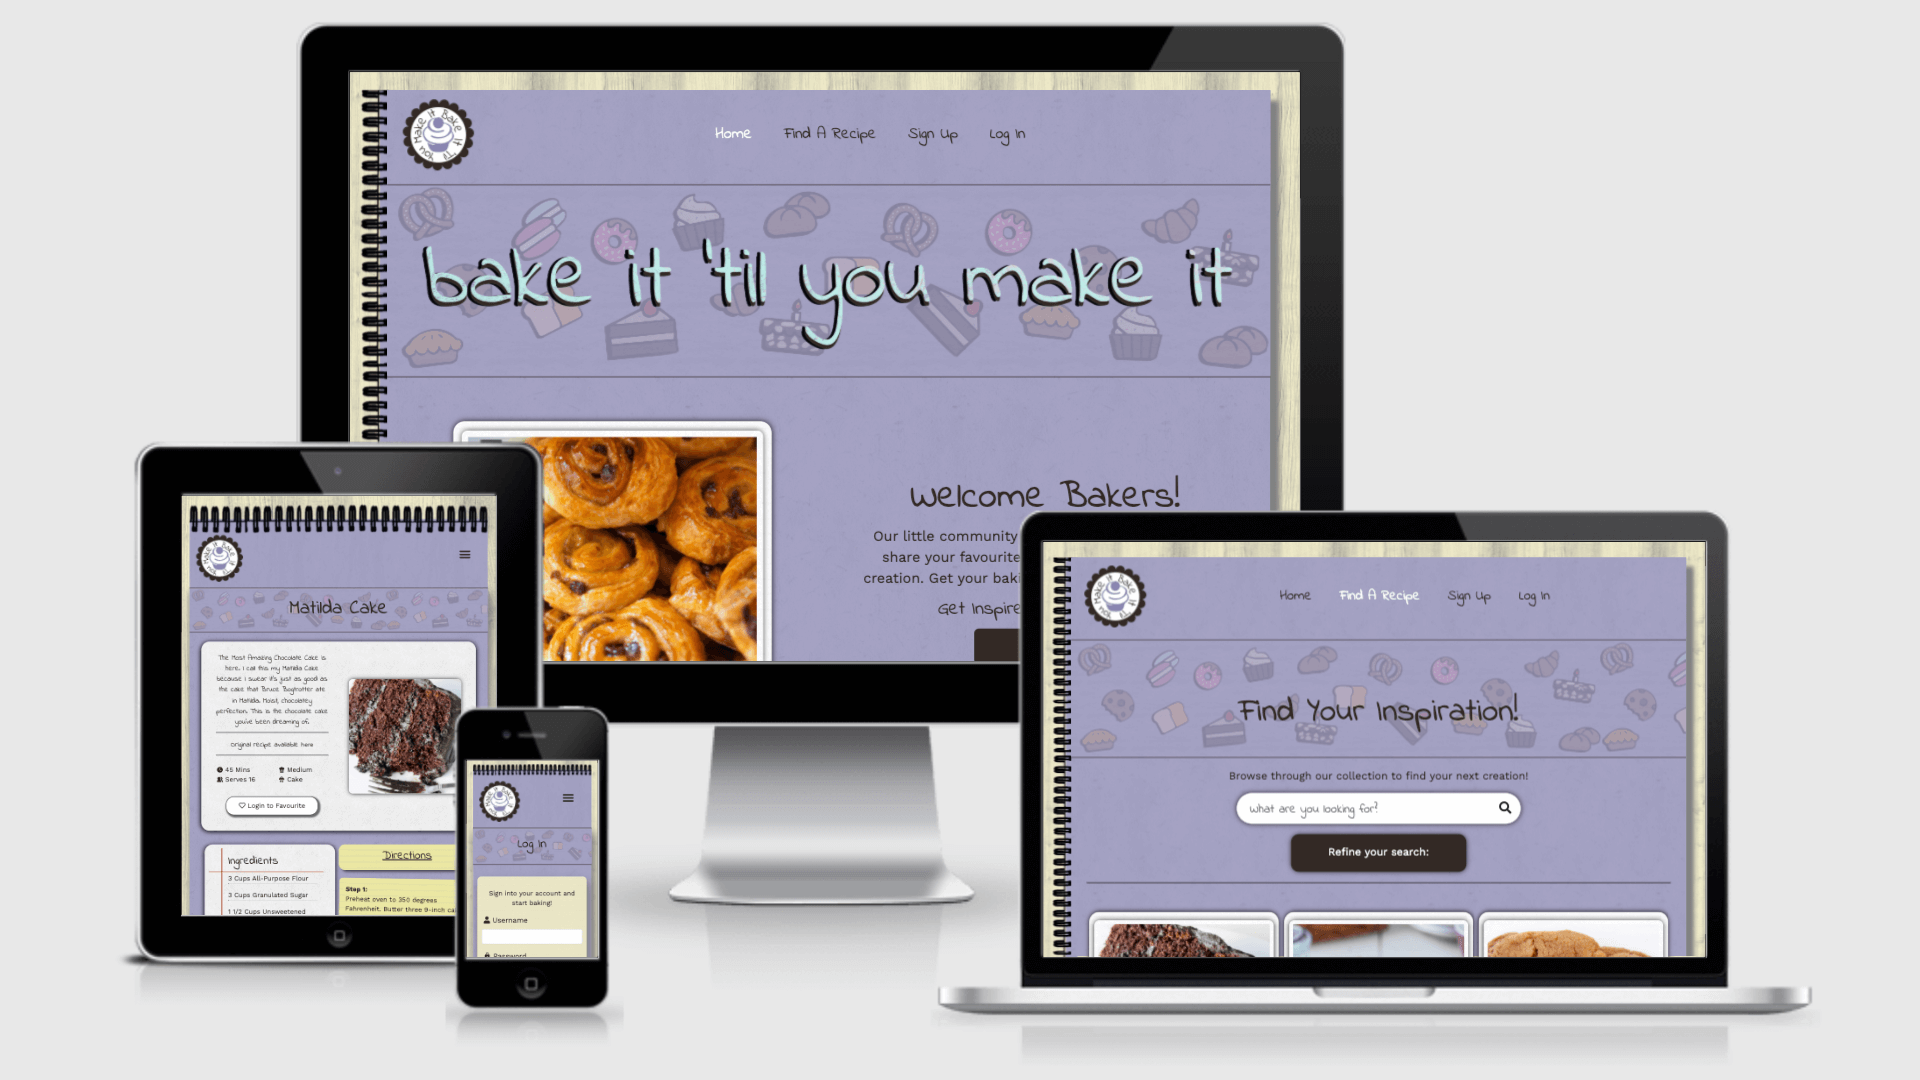 Make It Bake It Til You
Home Find A Recipe Sign Up Log In
bake it 'til you make it
Welcome Bakers!
Our little community
share your favourite
creation. Get your baki
Get Inspire
Matilda Cake
The Most Amazing Chocolate Cake is
here. I call this my Matilda Cake
because I swear it's just as good as
the cake that Bruce Bogtrotter ate
in Matilda. Moist, chocolatey
perfection. This is the chocolate cake
you've been dreaming of.
Original recipe available here
45 Mins Medium
Serves 16 Cake
Login to Favourite
Ingredients
3 Cups All-Purpose Flour
3 Cups Granulated Sugar
1 1/2 Cups Unsweetened
Directions
Step 1:
Preheat oven to 350 degrees
Fahrenheit. Butter three 9-inch ca
Log In
Sign into your account and
start baking!
Username
Password
Home Find A Recipe Sign Up Log In
Find Your Inspiration!
Browse through our collection to find your next creation!
What are you looking for?
Refine your search: